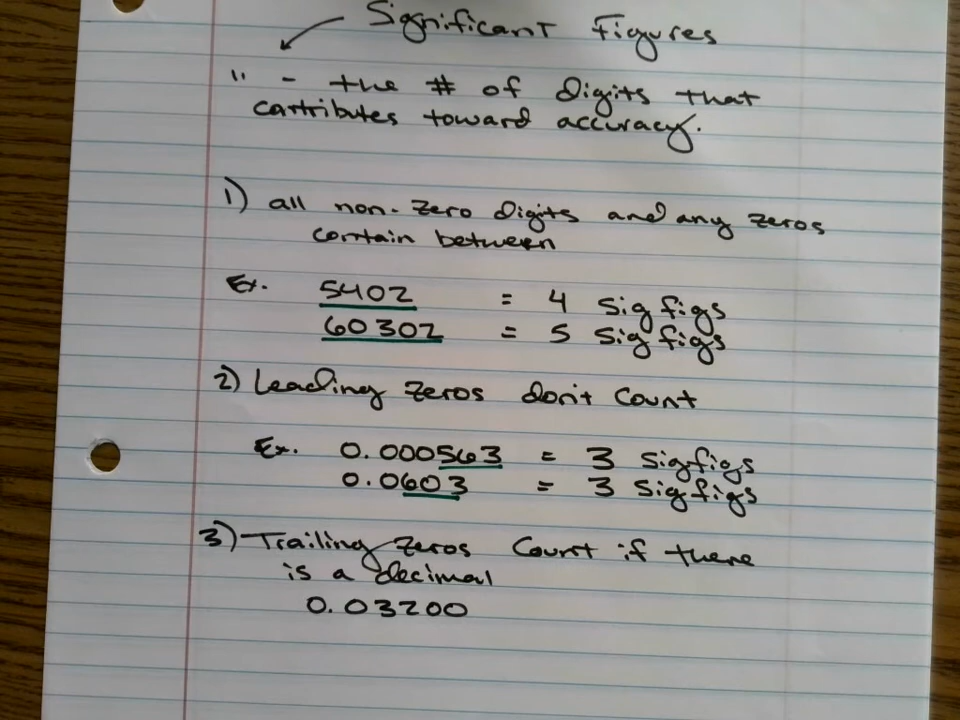 Significant Figures
" - the # of digits that
contributes toward accuracy.
1) all non-zero digits and any zeros
contain between
Ex. 5402 = 4 sig figs
60302 = 5 sig figs
2) Leading zeros don't count
Ex. 0.000563 = 3 sig figs
0.0603 = 3 sig figs
3) Trailing zeros count if there
is a decimal
0.03200